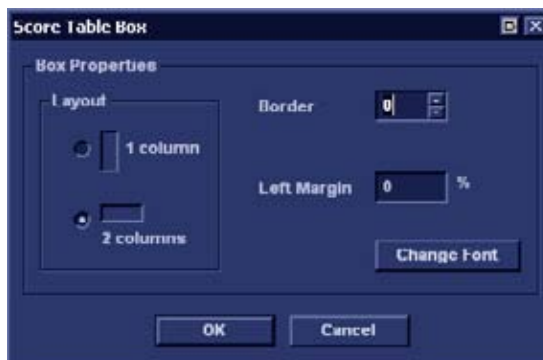 Score Table Box
Box Properties
Layout
1 column
2 columns
Border
0
Left Margin
0
%
Change Font
OK
Cancel